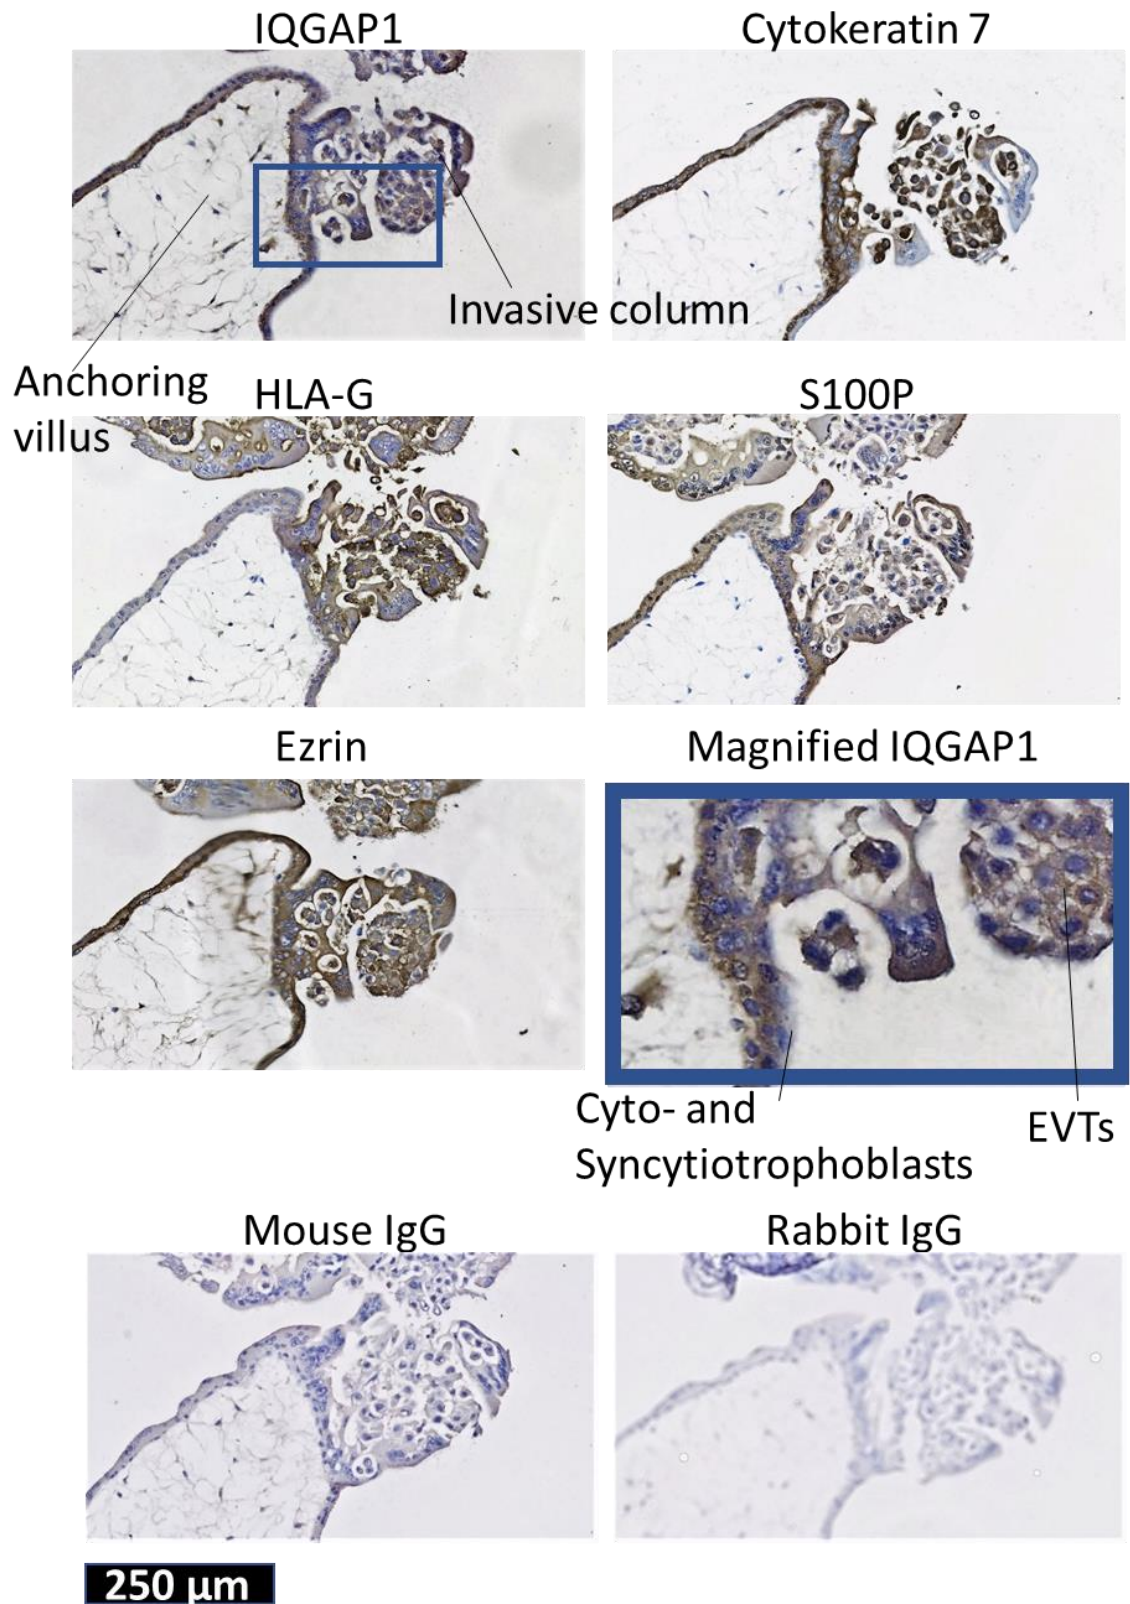 IQGAP1
Cytokeratin 7
Invasive column
Anchoring
villus
HLA-G
S100P
Ezrin
Magnified IQGAP1
Cyto- and
Syncytiotrophoblasts
EVTs
Mouse IgG
Rabbit IgG
250 μm